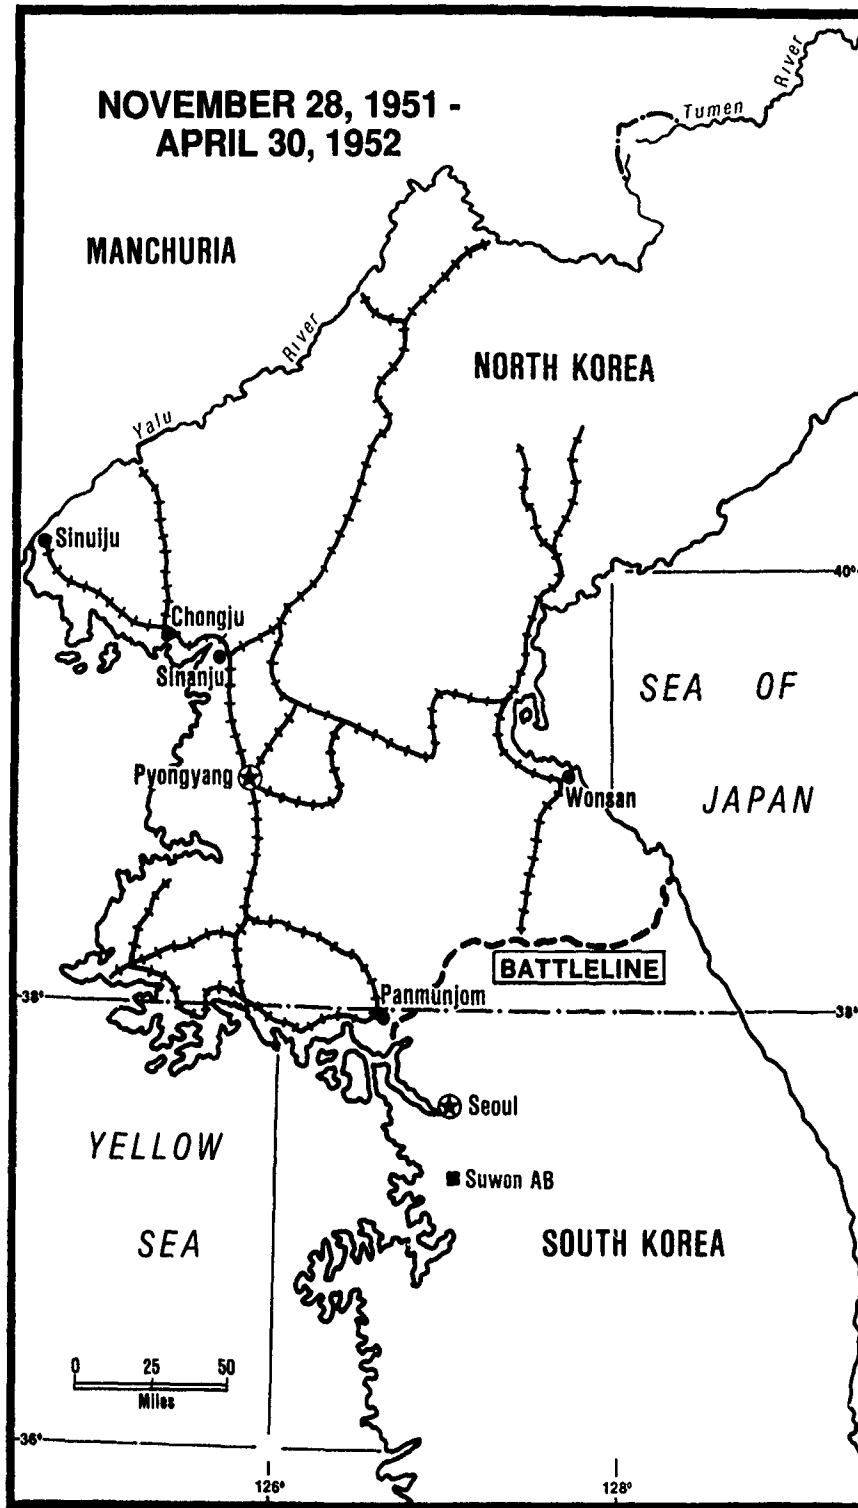 NOVEMBER 28, 1951 -
APRIL 30, 1952
River
Tumen
MANCHURIA
River
NORTH KOREA
Yalu
Sinuiju
40°
Chongju
Sinanju
SEA OF
JAPAN
Pyongyang
Wonsan
BATTLELINE
38°
Panmunjom
38°
Seoul
YELLOW
SEA
Suwon AB
SOUTH KOREA
0 25 50
Miles
36°
126° 128°